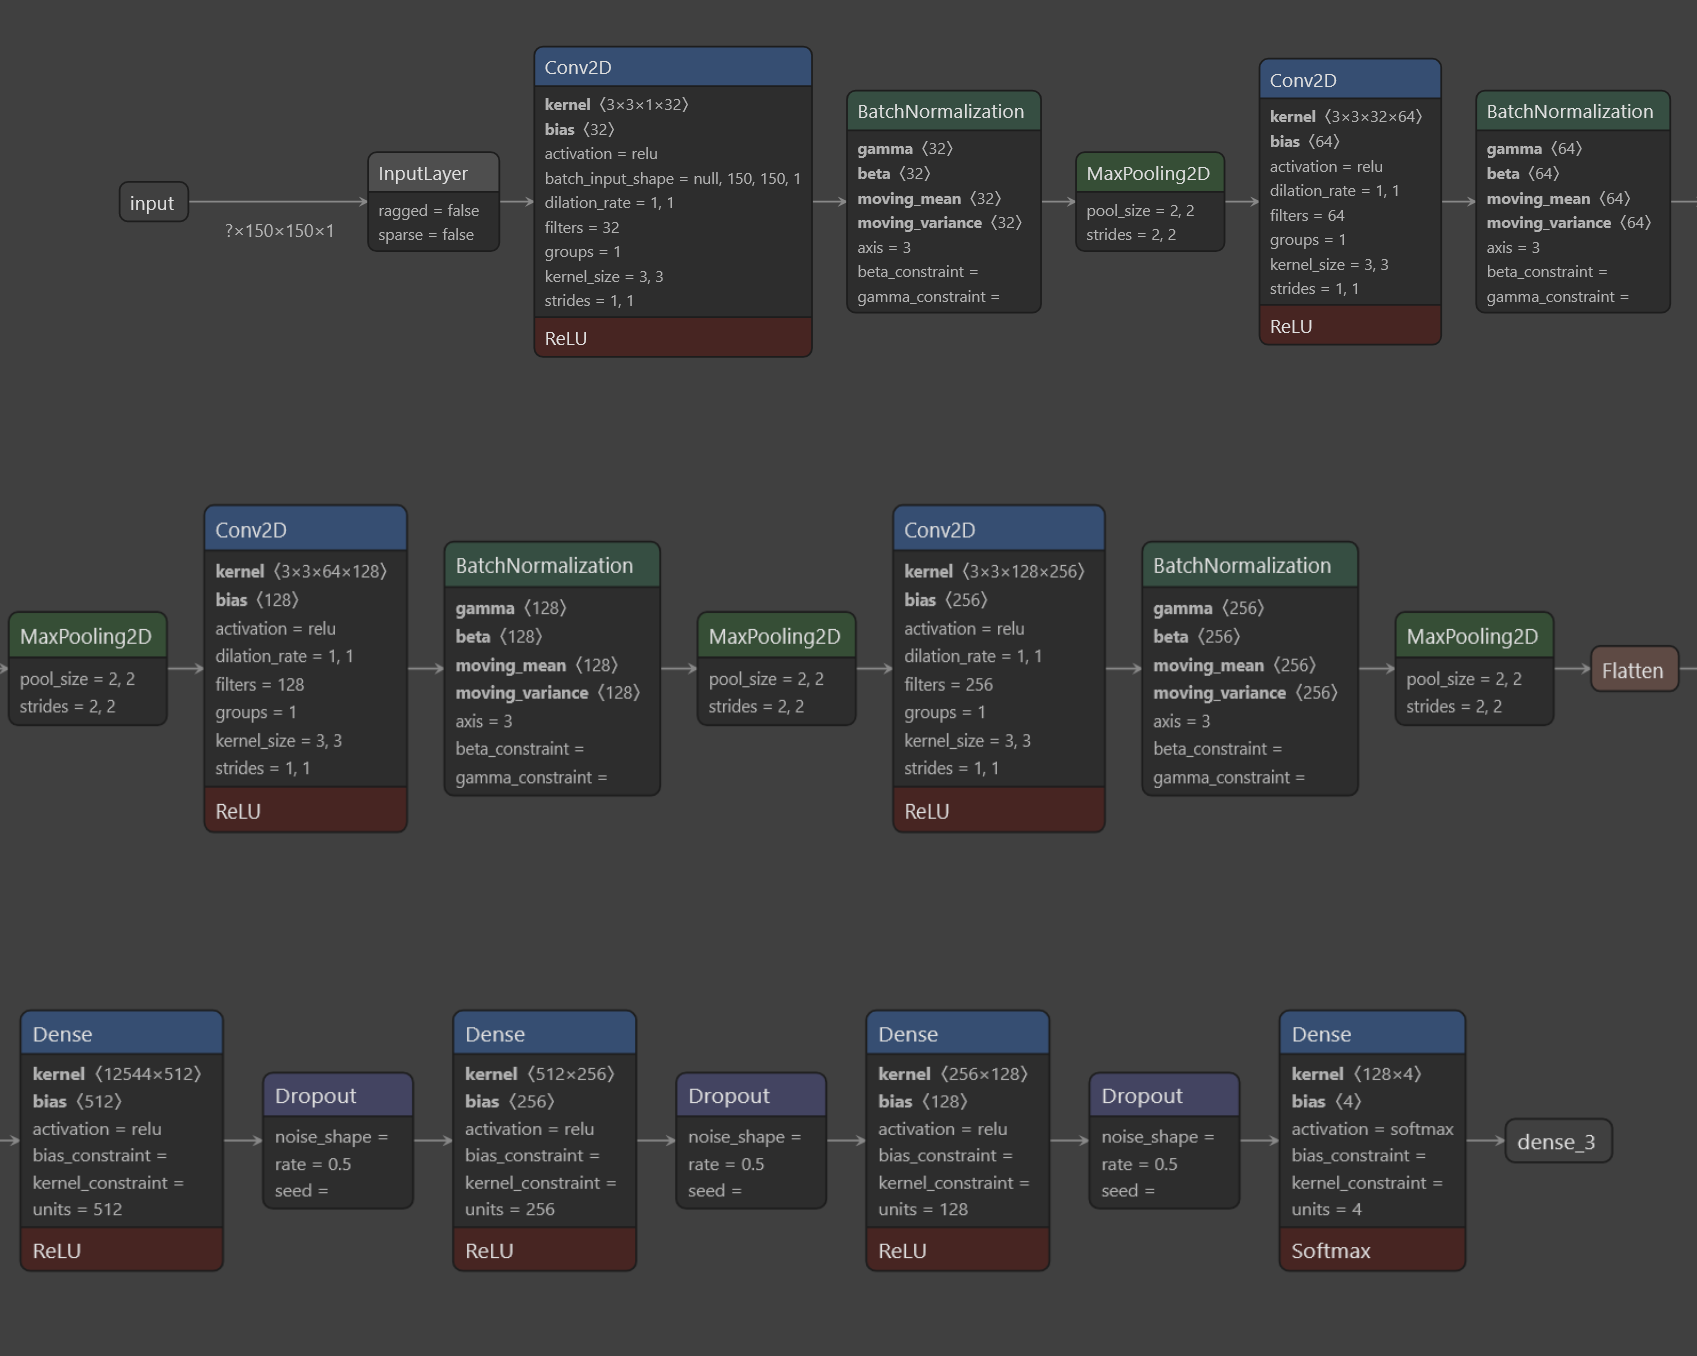 input
?×150×150×1
InputLayer
ragged = false
sparse = false
Conv2D
kernel ⟨3×3×1×32⟩
bias ⟨32⟩
activation = relu
batch_input_shape = null, 150, 150, 1
dilation_rate = 1, 1
filters = 32
groups = 1
kernel_size = 3, 3
strides = 1, 1
ReLU
BatchNormalization
gamma ⟨32⟩
beta ⟨32⟩
moving_mean ⟨32⟩
moving_variance ⟨32⟩
axis = 3
beta_constraint =
gamma_constraint =
MaxPooling2D
pool_size = 2, 2
strides = 2, 2
Conv2D
kernel ⟨3×3×32×64⟩
bias ⟨64⟩
activation = relu
dilation_rate = 1, 1
filters = 64
groups = 1
kernel_size = 3, 3
strides = 1, 1
ReLU
BatchNormalization
gamma ⟨64⟩
beta ⟨64⟩
moving_mean ⟨64⟩
moving_variance ⟨64⟩
axis = 3
beta_constraint =
gamma_constraint =
MaxPooling2D
pool_size = 2, 2
strides = 2, 2
Conv2D
kernel ⟨3×3×64×128⟩
bias ⟨128⟩
activation = relu
dilation_rate = 1, 1
filters = 128
groups = 1
kernel_size = 3, 3
strides = 1, 1
ReLU
BatchNormalization
gamma ⟨128⟩
beta ⟨128⟩
moving_mean ⟨128⟩
moving_variance ⟨128⟩
axis = 3
beta_constraint =
gamma_constraint =
MaxPooling2D
pool_size = 2, 2
strides = 2, 2
Conv2D
kernel ⟨3×3×128×256⟩
bias ⟨256⟩
activation = relu
dilation_rate = 1, 1
filters = 256
groups = 1
kernel_size = 3, 3
strides = 1, 1
ReLU
BatchNormalization
gamma ⟨256⟩
beta ⟨256⟩
moving_mean ⟨256⟩
moving_variance ⟨256⟩
axis = 3
beta_constraint =
gamma_constraint =
MaxPooling2D
pool_size = 2, 2
strides = 2, 2
Flatten
Dense
kernel ⟨12544×512⟩
bias ⟨512⟩
activation = relu
bias_constraint =
kernel_constraint =
units = 512
ReLU
Dropout
noise_shape =
rate = 0.5
seed =
Dense
kernel ⟨512×256⟩
bias ⟨256⟩
activation = relu
bias_constraint =
kernel_constraint =
units = 256
ReLU
Dropout
noise_shape =
rate = 0.5
seed =
Dense
kernel ⟨256×128⟩
bias ⟨128⟩
activation = relu
bias_constraint =
kernel_constraint =
units = 128
ReLU
Dropout
noise_shape =
rate = 0.5
seed =
Dense
kernel ⟨128×4⟩
bias ⟨4⟩
activation = softmax
bias_constraint =
kernel_constraint =
units = 4
Softmax
dense_3